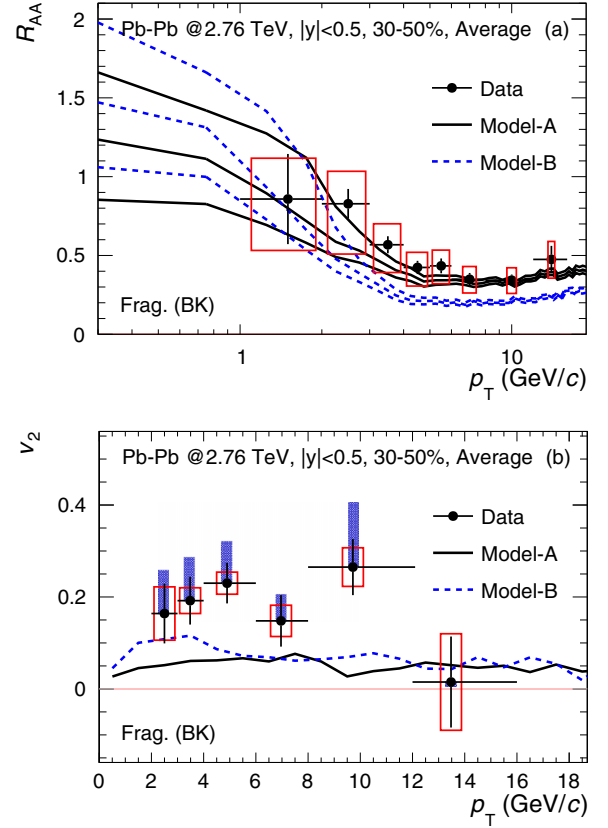 R_AA
Pb-Pb @2.76 TeV, |y|<0.5, 30-50%, Average (a)
2
Data
Model-A
1.5
Model-B
1
0.5
Frag. (BK)
0
1 10
p_T (GeV/c)
v_2
Pb-Pb @2.76 TeV, |y|<0.5, 30-50%, Average (b)
Data
0.4
Model-A
Model-B
0.2
0
Frag. (BK)
0 2 4 6 8 10 12 14 16 18
p_T (GeV/c)